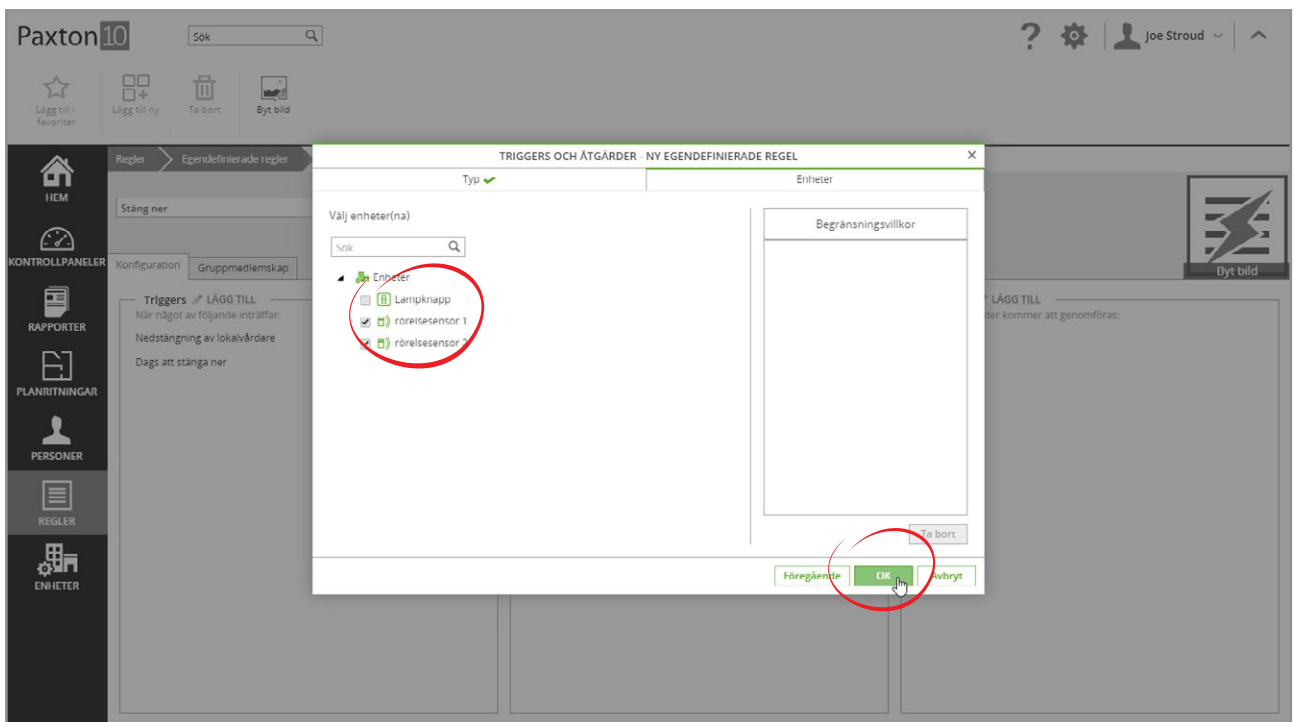 Paxton 10
Sök
Joe Stroud
Lägg till i
favoriter
Lägg till ny
Ta bort
Byt bild
HEM
KONTROLLPANELER
RAPPORTER
PLANRITNINGAR
PERSONER
REGLER
ENHETER
Regler
Egendefinierade regler
Stäng ner
Byt bild
Konfiguration
Gruppmedlemskap
Triggers LÄGG TILL
När något av följande inträffar:
Nedstängning av lokalvårdare
Dags att stänga ner
LÄGG TILL
der kommer att genomföras:
TRIGGERS OCH ÅTGÄRDER - NY EGENDEFINIERADE REGEL
Typ
Enheter
Välj enheter(na)
Sök
Enheter
Lampknapp
rörelsesensor 1
rörelsesensor 2
Begränsningsvillkor
Ta bort
Föregående
OK
Avbryt